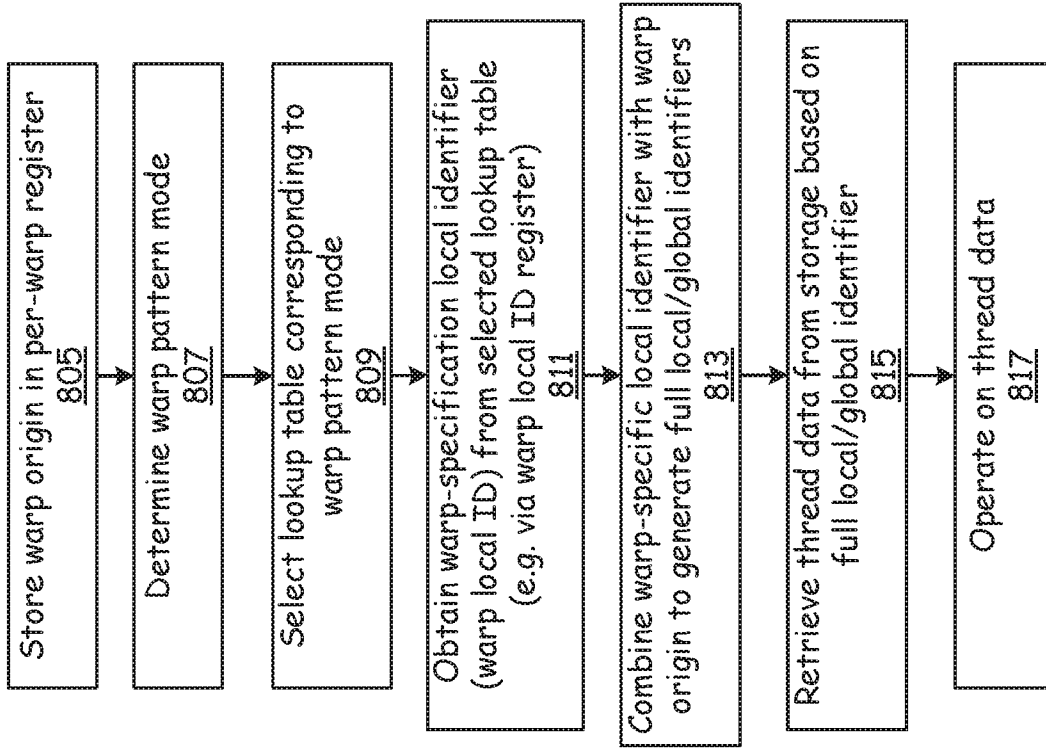 Store warp origin in per-warp register
805
Determine warp pattern mode
807
Select lookup table corresponding to
warp pattern mode
809
Obtain warp-specification local identifier
(warp local ID) from selected lookup table
(e.g. via warp local ID register)
811
Combine warp-specific local identifier with warp
origin to generate full local/global identifiers
813
Retrieve thread data from storage based on
full local/global identifier
815
Operate on thread data
817